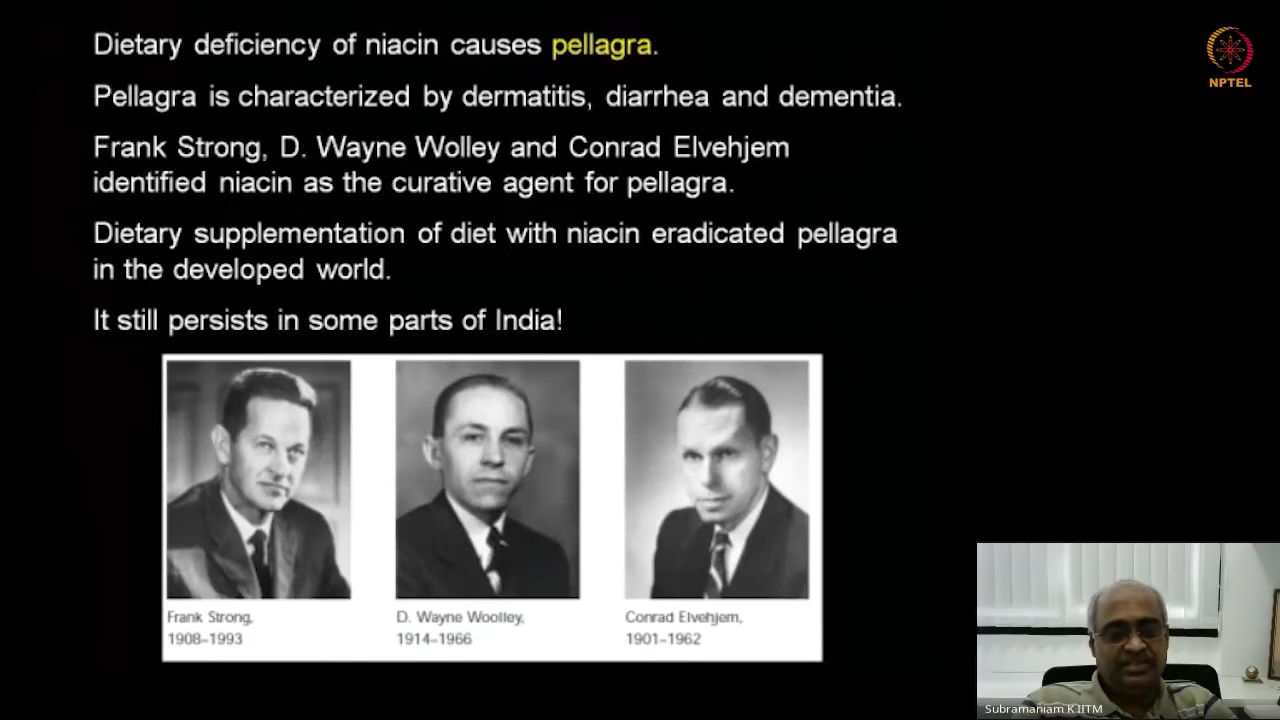 Dietary deficiency of niacin causes pellagra.
Pellagra is characterized by dermatitis, diarrhea and dementia.
Frank Strong, D. Wayne Wolley and Conrad Elvehjem
identified niacin as the curative agent for pellagra.
Dietary supplementation of diet with niacin eradicated pellagra
in the developed world.
It still persists in some parts of India!
Frank Strong,
1908–1993
D. Wayne Woolley,
1914–1966
Conrad Elvehjem,
1901–1962
NPTEL
Subramaniam K IITM